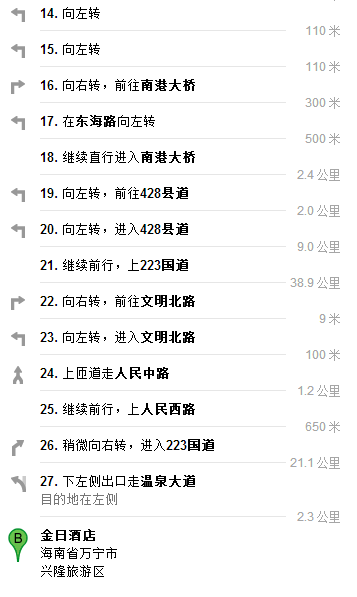 14. 向左转
110 米
15. 向左转
110 米
16. 向右转，前往南港大桥
300 米
17. 在东海路向左转
500 米
18. 继续直行进入南港大桥
2.4 公里
19. 向左转，前往428县道
2.0 公里
20. 向左转，进入428县道
9.0 公里
21. 继续前行，上223国道
38.9 公里
22. 向右转，前往文明北路
9 米
23. 向左转，进入文明北路
100 米
24. 上匝道走人民中路
1.2 公里
25. 继续前行，上人民西路
650 米
26. 稍微向右转，进入223国道
21.1 公里
27. 下左侧出口走温泉大道
目的地在左侧
2.3 公里
B
金日酒店
海南省万宁市
兴隆旅游区